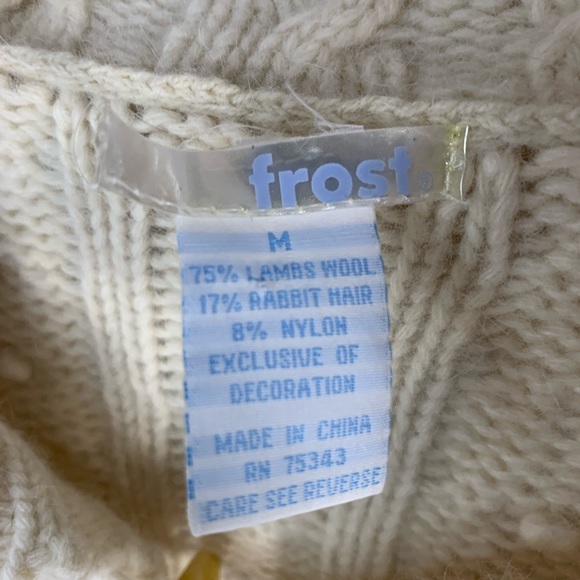 frost®
M
75% LAMBS WOOL
17% RABBIT HAIR
8% NYLON
EXCLUSIVE OF
DECORATION
MADE IN CHINA
RN 75343
CARE SEE REVERSE